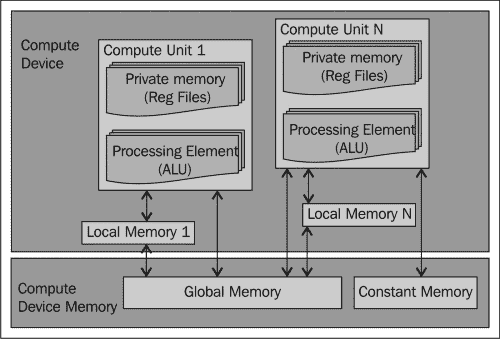 Compute
Device
Compute Unit 1
Private memory
(Reg Files)
Processing Element
(ALU)
Local Memory 1
Compute Unit N
Private memory
(Reg Files)
Processing Element
(ALU)
Local Memory N
Compute
Device Memory
Global Memory
Constant Memory